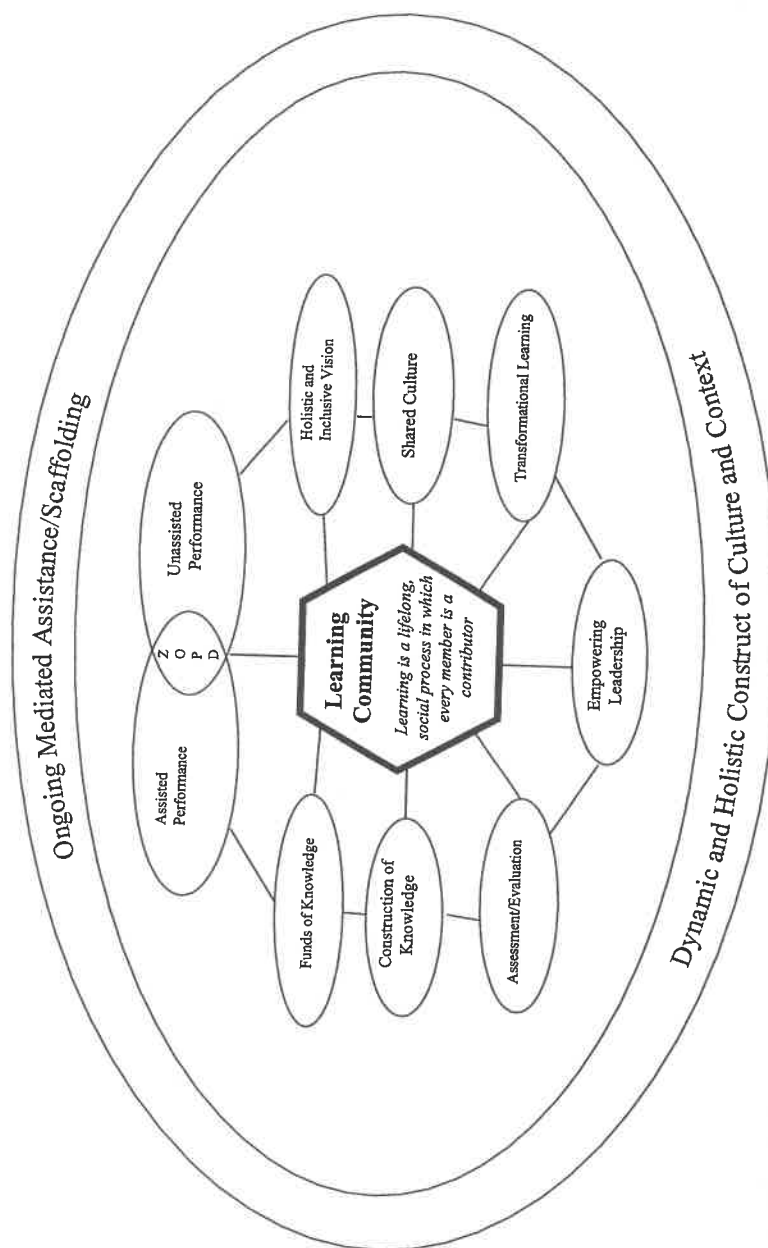 Ongoing Mediated Assistance/Scaffolding
Assisted
Performance
Z
O
P
D
Unassisted
Performance
Funds of Knowledge
Holistic and
Inclusive Vision
Learning
Community
Learning is a lifelong,
social process in which
every member is a
contributor
Construction of
Knowledge
Shared Culture
Assessment/Evaluation
Transformational Learning
Empowering
Leadership
Dynamic and Holistic Construct of Culture and Context